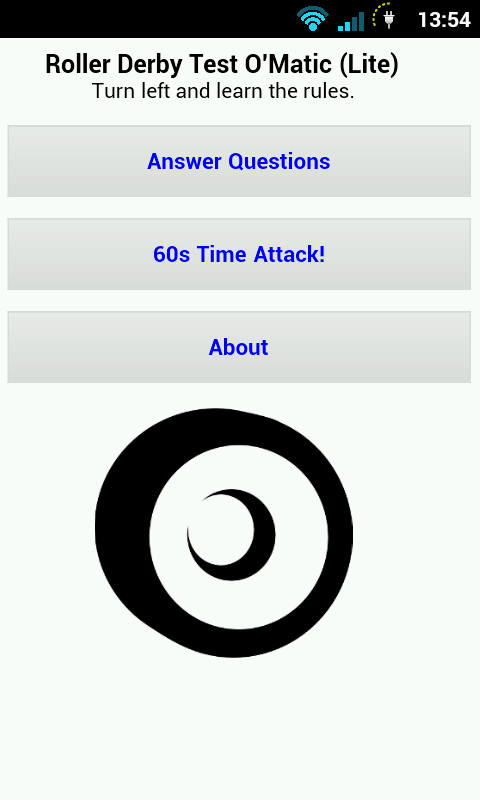 13:54
Roller Derby Test O'Matic (Lite)
Turn left and learn the rules.
Answer Questions
60s Time Attack!
About